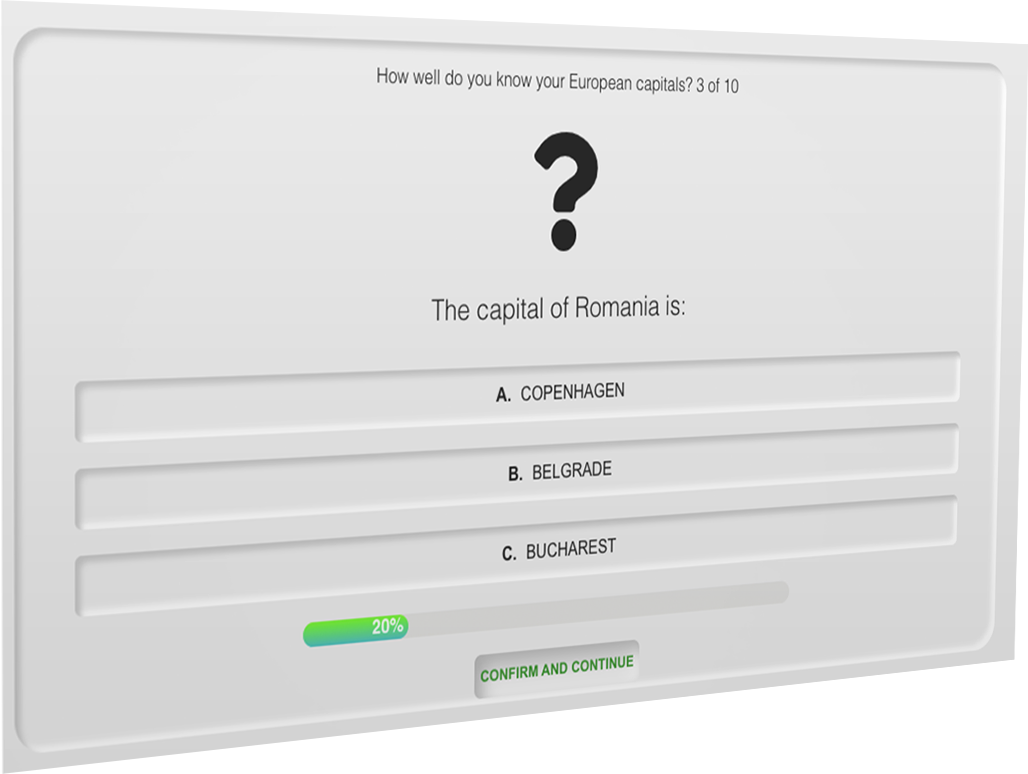 How well do you know your European capitals? 3 of 10
?
The capital of Romania is:
A. COPENHAGEN
B. BELGRADE
C. BUCHAREST
20%
CONFIRM AND CONTINUE